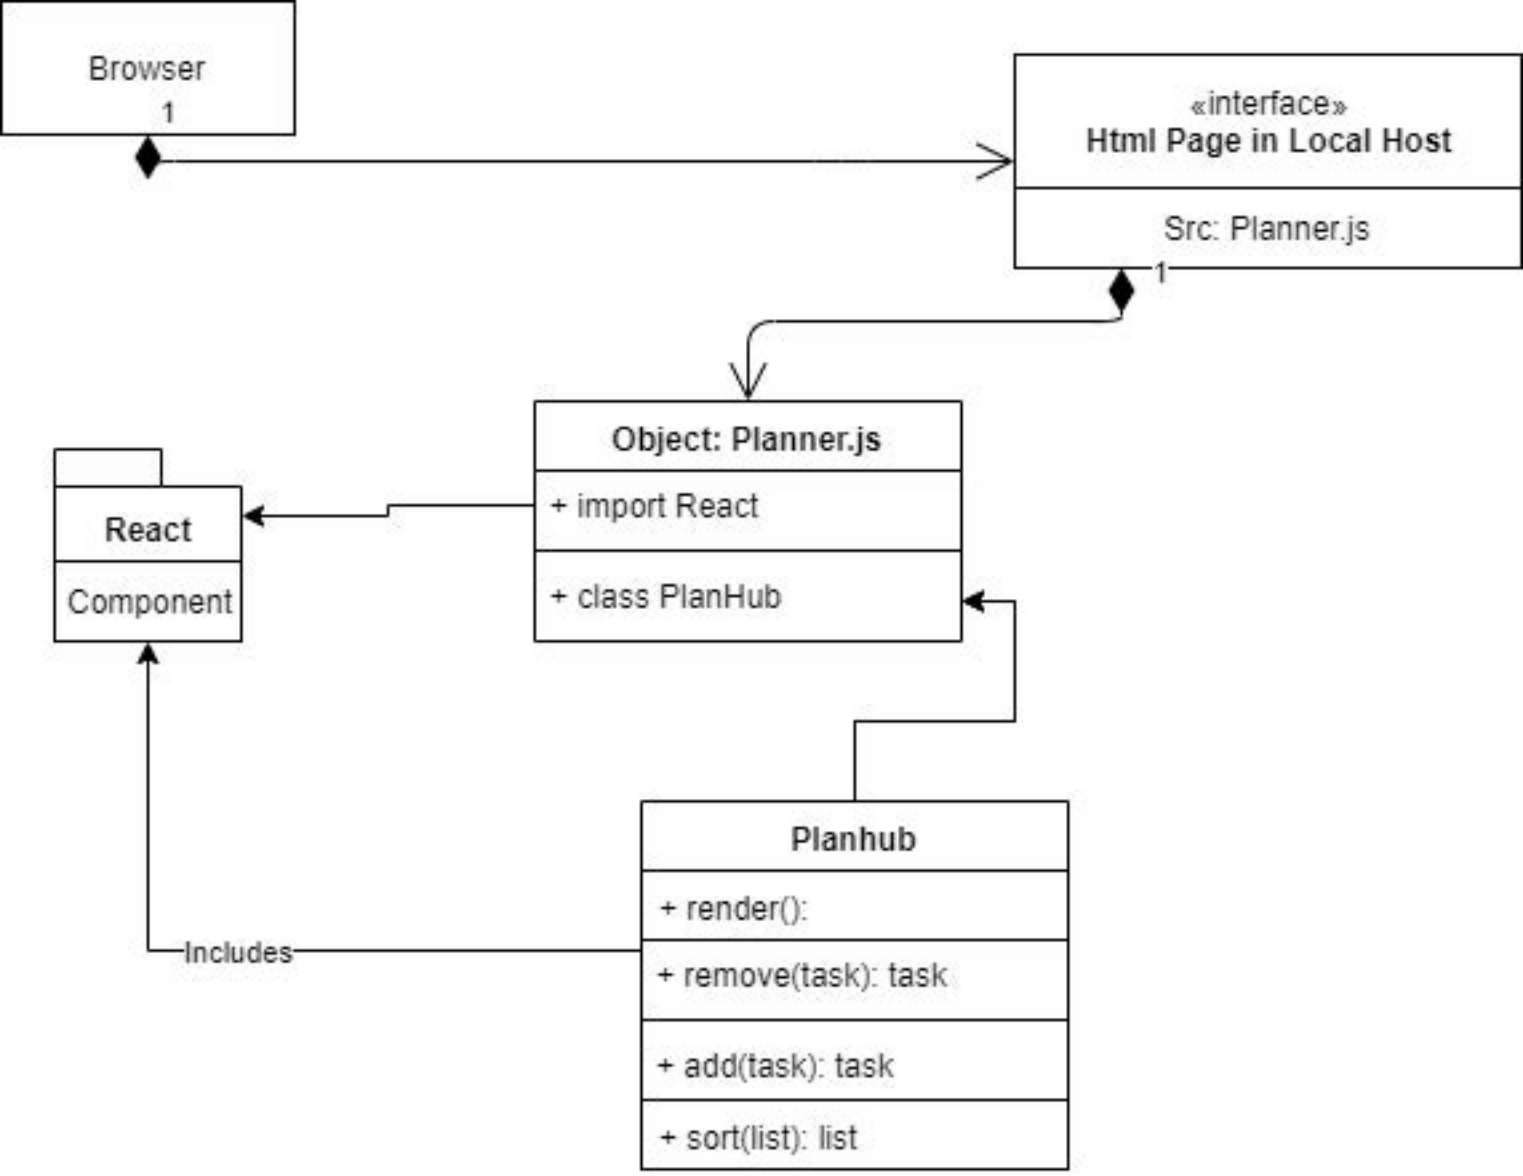 Browser
1
«interface»
Html Page in Local Host
Src: Planner.js
1
Object: Planner.js
+ import React
+ class PlanHub
React
Component
Planhub
+ render():
+ remove(task): task
+ add(task): task
+ sort(list): list
Includes